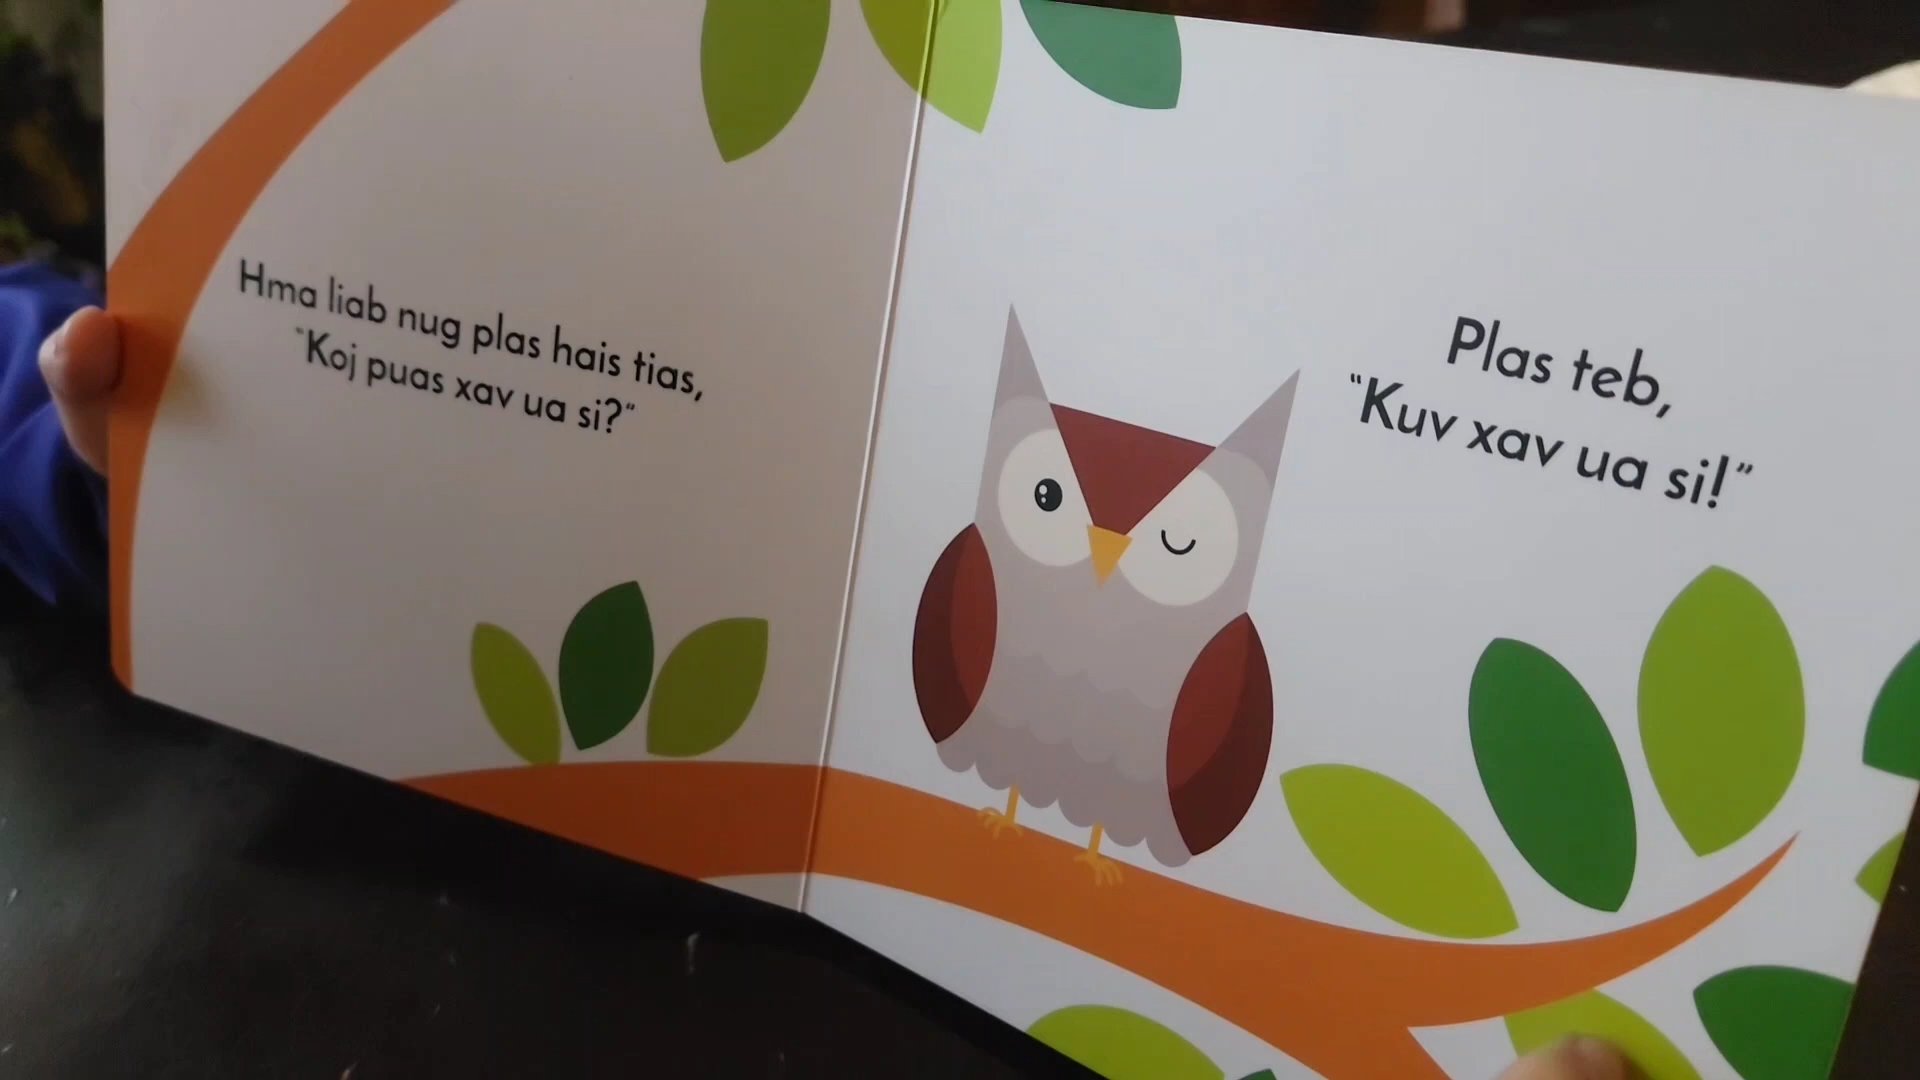 Hma liab nug plas hais tias,
"Koj puas xav ua si?"
Plas teb,
"Kuv xav ua si!"